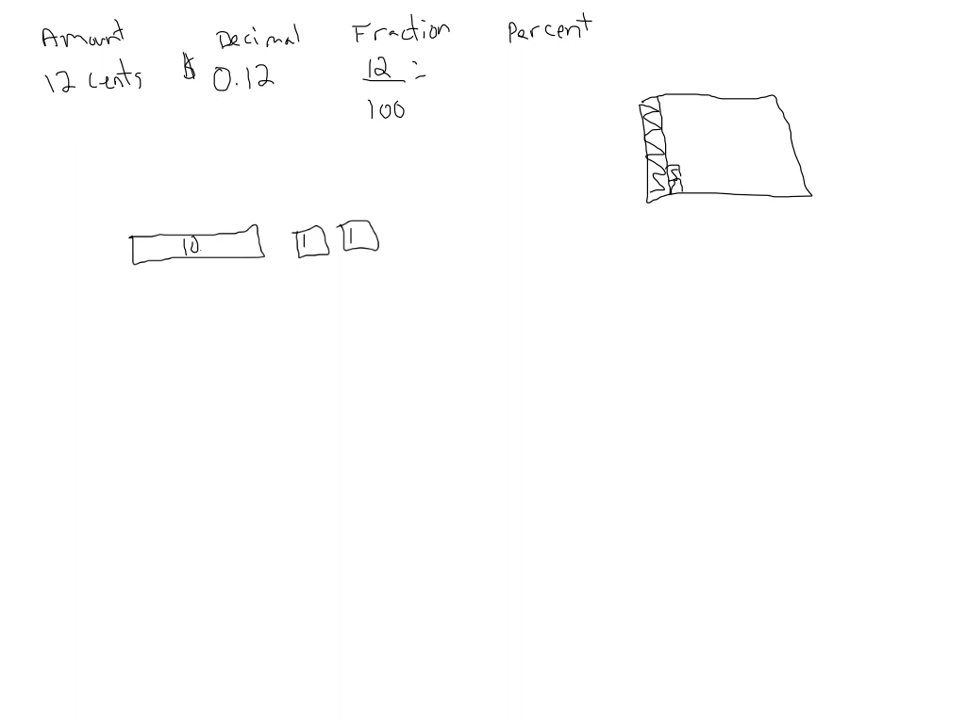 Amount Decimal Fraction Percent
12 cents $ 0.12 12 =
100
10 1 1